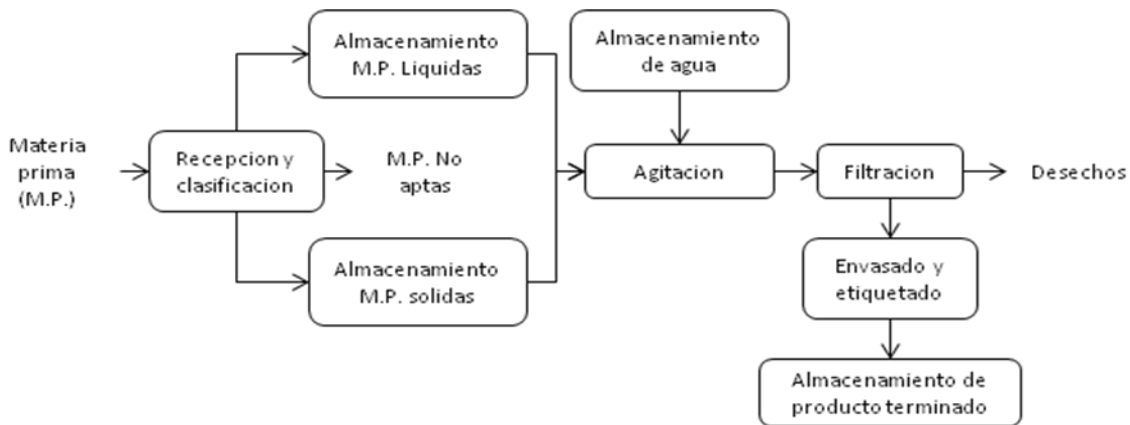 Materia
prima
(M.P.)
Recepcion y
clasificacion
Almacenamiento
M.P. Liquidas
M.P. No
aptas
Almacenamiento
M.P. solidas
Almacenamiento
de agua
Agitacion
Filtracion
Desechos
Envasado y
etiquetado
Almacenamiento de
producto terminado